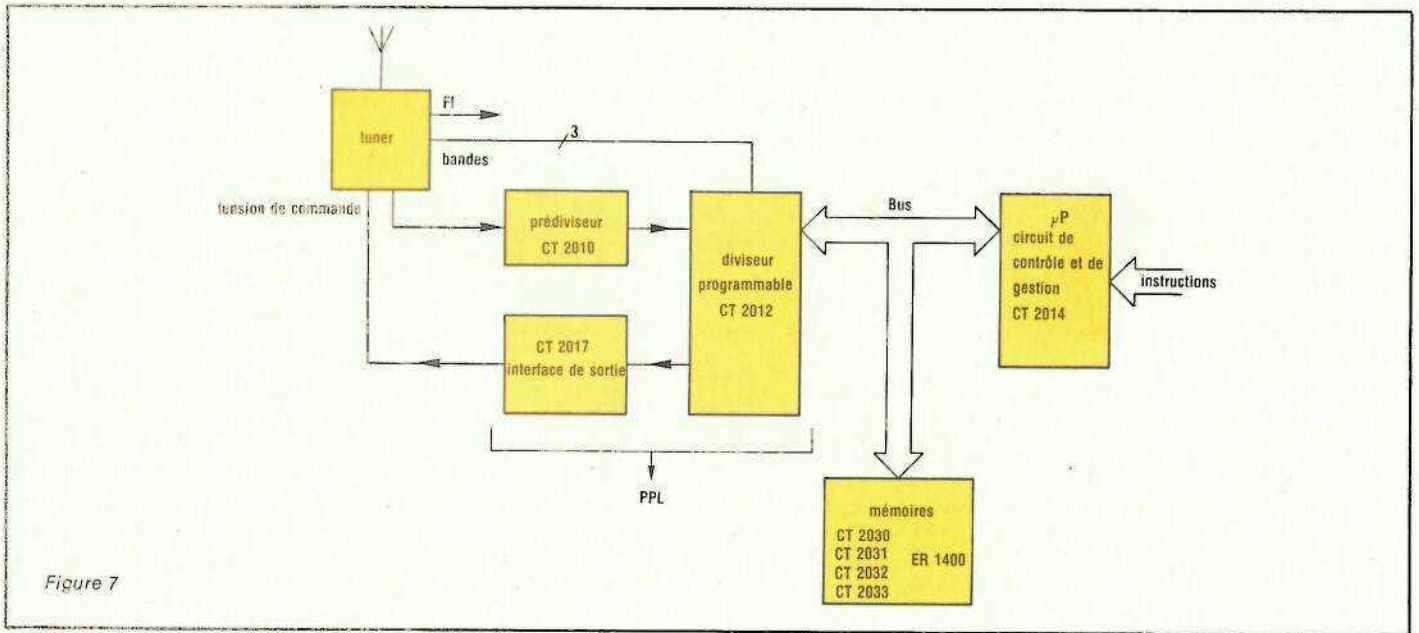 FI
tuner
3
bandes
tension de commande
prédiviseur
CT 2010
diviseur
programmable
CT 2012
CT 2017
interface de sortie
PPL
Bus
µP
circuit de
contrôle et de
gestion
CT 2014
instructions
mémoires
CT 2030
CT 2031
ER 1400
CT 2032
CT 2033
Figure 7